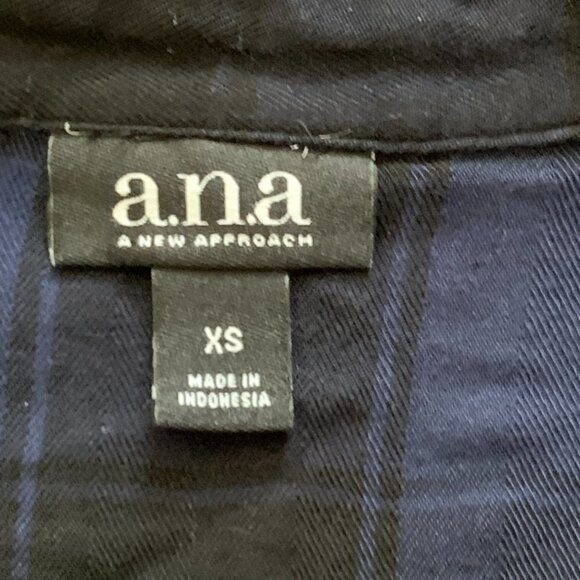 a.n.a
A NEW APPROACH
XS
MADE IN
INDONESIA